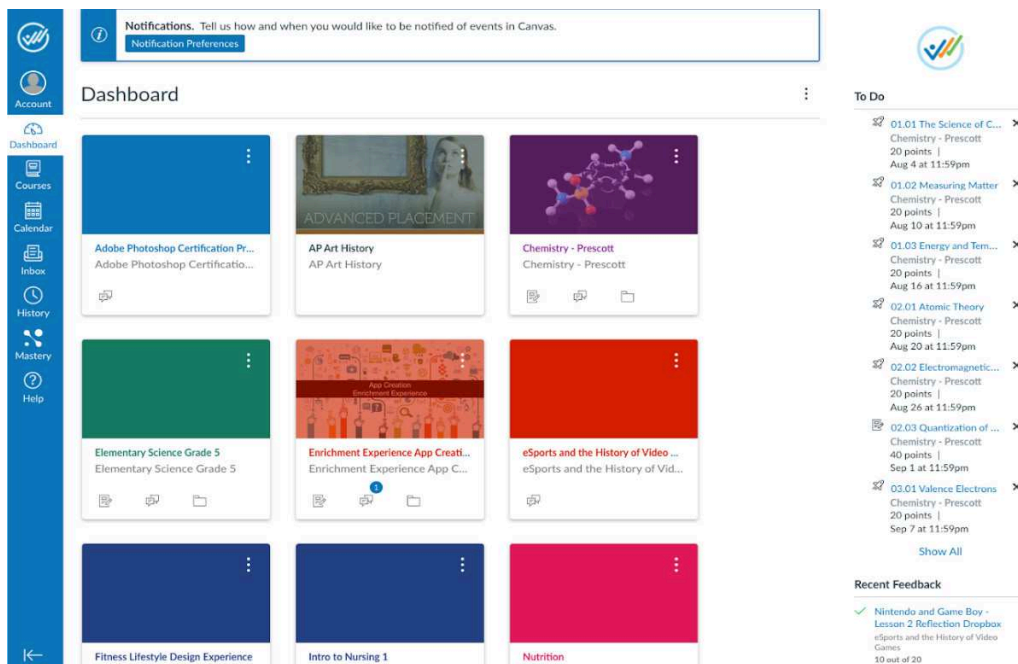 Notifications. Tell us how and when you would like to be notified of events in Canvas.
Notification Preferences
Account
Dashboard
Courses
Calendar
Inbox
History
Mastery
Help
Dashboard
ADVANCED PLACEMENT
Adobe Photoshop Certification Pr...
Adobe Photoshop Certificatio...
AP Art History
AP Art History
Chemistry - Prescott
Chemistry - Prescott
App Creation
Enrichment Experience
Elementary Science Grade 5
Elementary Science Grade 5
Enrichment Experience App Creati...
Enrichment Experience App C...
1
eSports and the History of Video ...
eSports and the History of Vid...
Fitness Lifestyle Design Experience
Intro to Nursing 1
Nutrition
To Do
01.01 The Science of C...
Chemistry - Prescott
20 points |
Aug 4 at 11:59pm
01.02 Measuring Matter
Chemistry - Prescott
20 points |
Aug 10 at 11:59pm
01.03 Energy and Tem...
Chemistry - Prescott
20 points |
Aug 16 at 11:59pm
02.01 Atomic Theory
Chemistry - Prescott
20 points |
Aug 20 at 11:59pm
02.02 Electromagnetic...
Chemistry - Prescott
20 points |
Aug 26 at 11:59pm
02.03 Quantization of ...
Chemistry - Prescott
40 points |
Sep 1 at 11:59pm
03.01 Valence Electrons
Chemistry - Prescott
20 points |
Sep 7 at 11:59pm
Show All
Recent Feedback
Nintendo and Game Boy -
Lesson 2 Reflection Dropbox
eSports and the History of Video
Games
10 out of 20